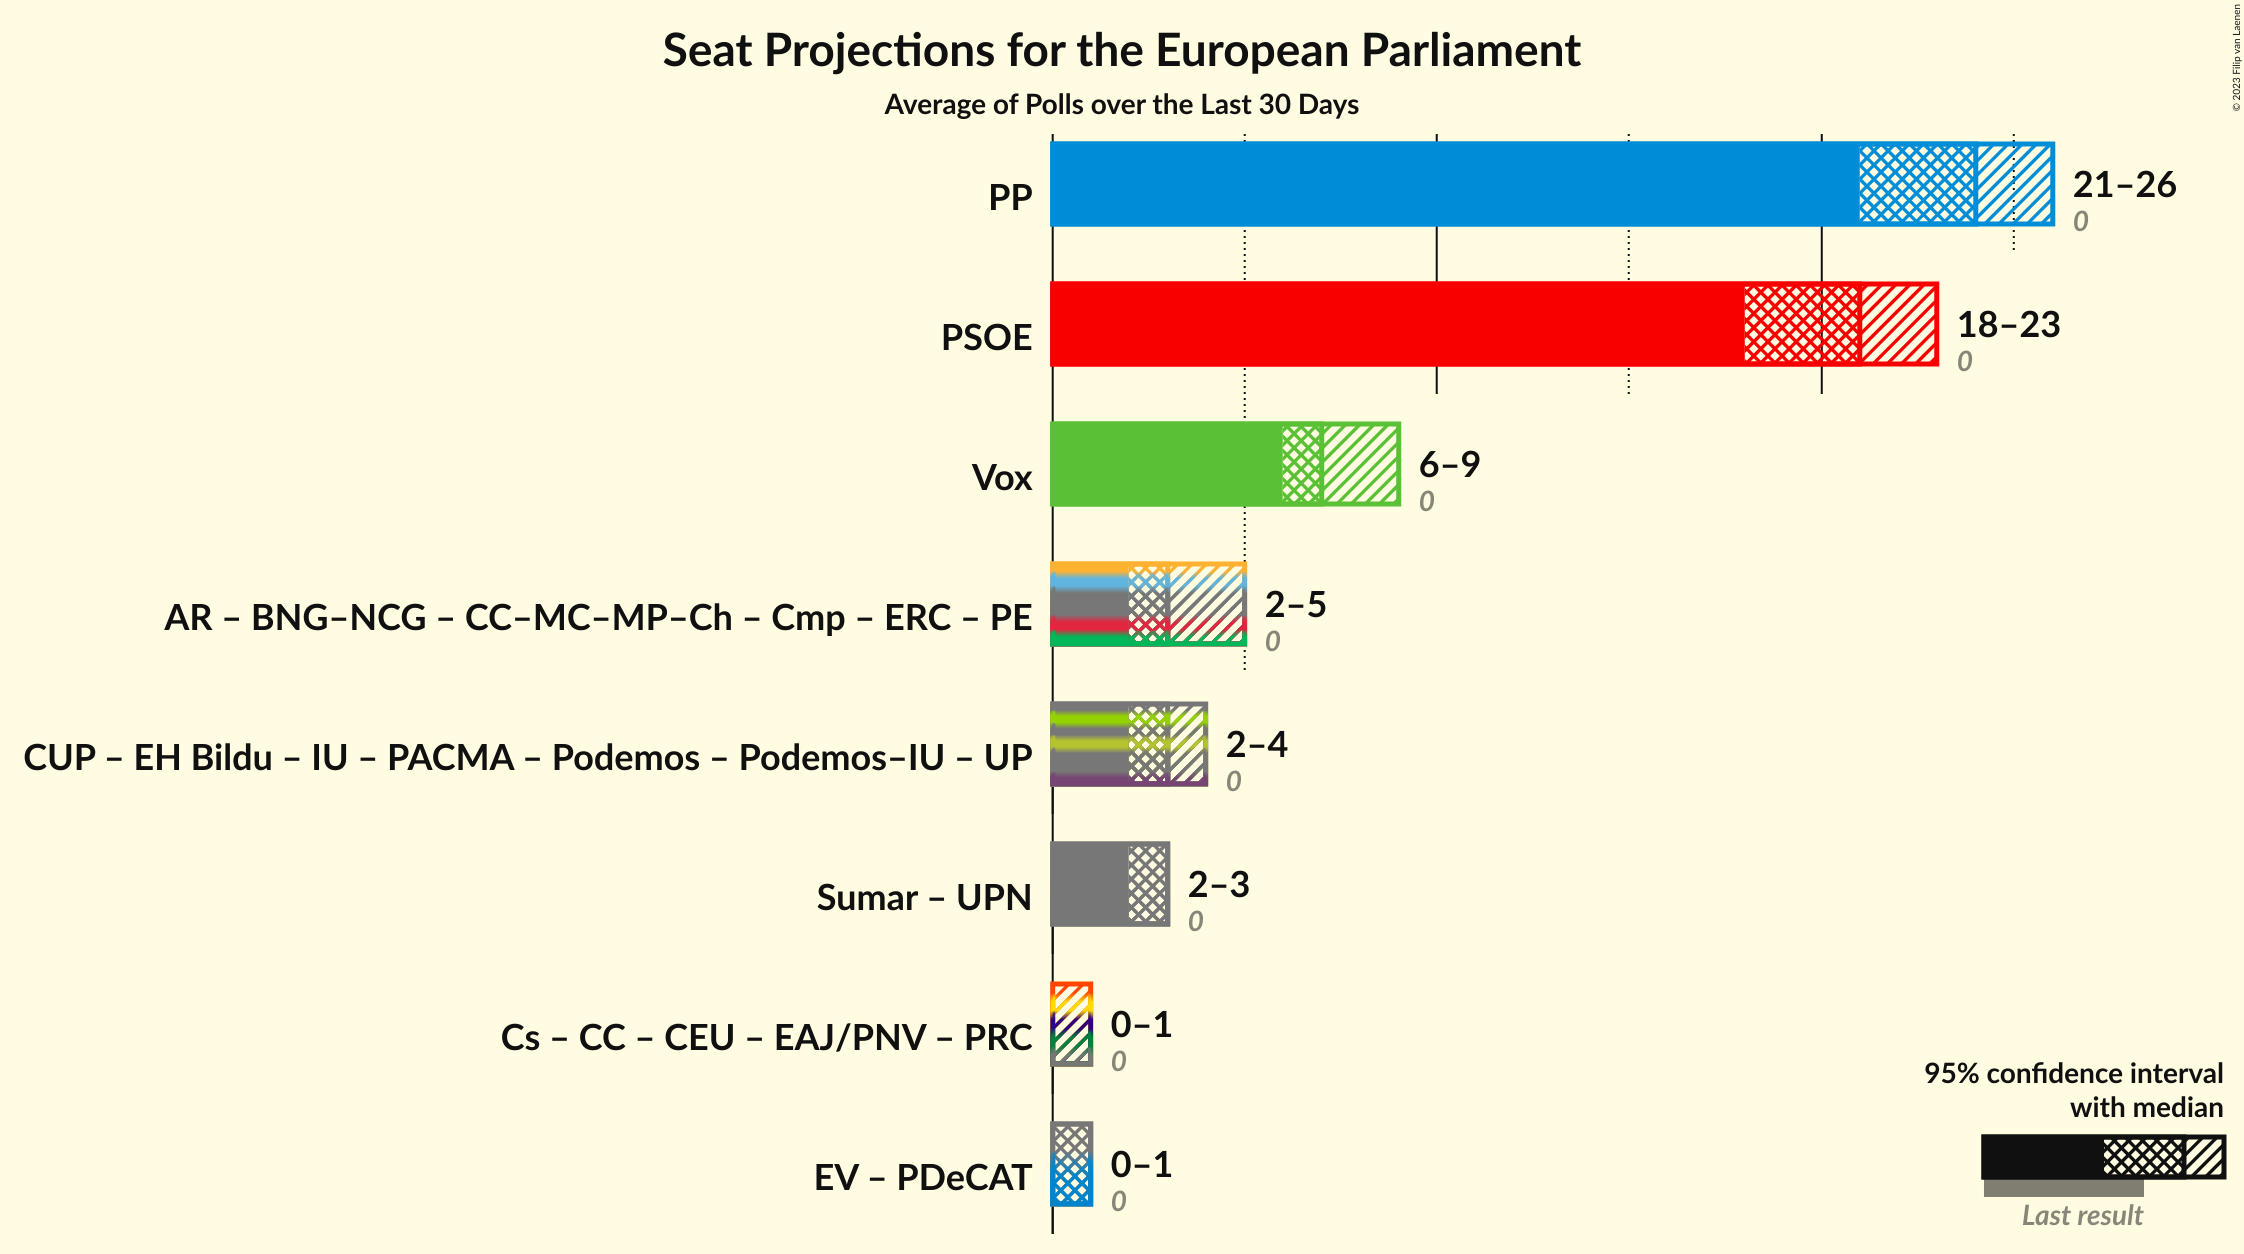 Seat Projections for the European Parliament
Average of Polls over the Last 30 Days
© 2023 Filip van Laenen
PP
21–26
0
PSOE
18–23
0
Vox
6–9
0
AR – BNG–NCG – CC–MC–MP–Ch – Cmp – ERC – PE
2–5
0
CUP – EH Bildu – IU – PACMA – Podemos – Podemos–IU – UP
2–4
0
Sumar – UPN
2–3
0
Cs – CC – CEU – EAJ/PNV – PRC
0–1
0
EV – PDeCAT
0–1
0
95% confidence interval
with median
Last result